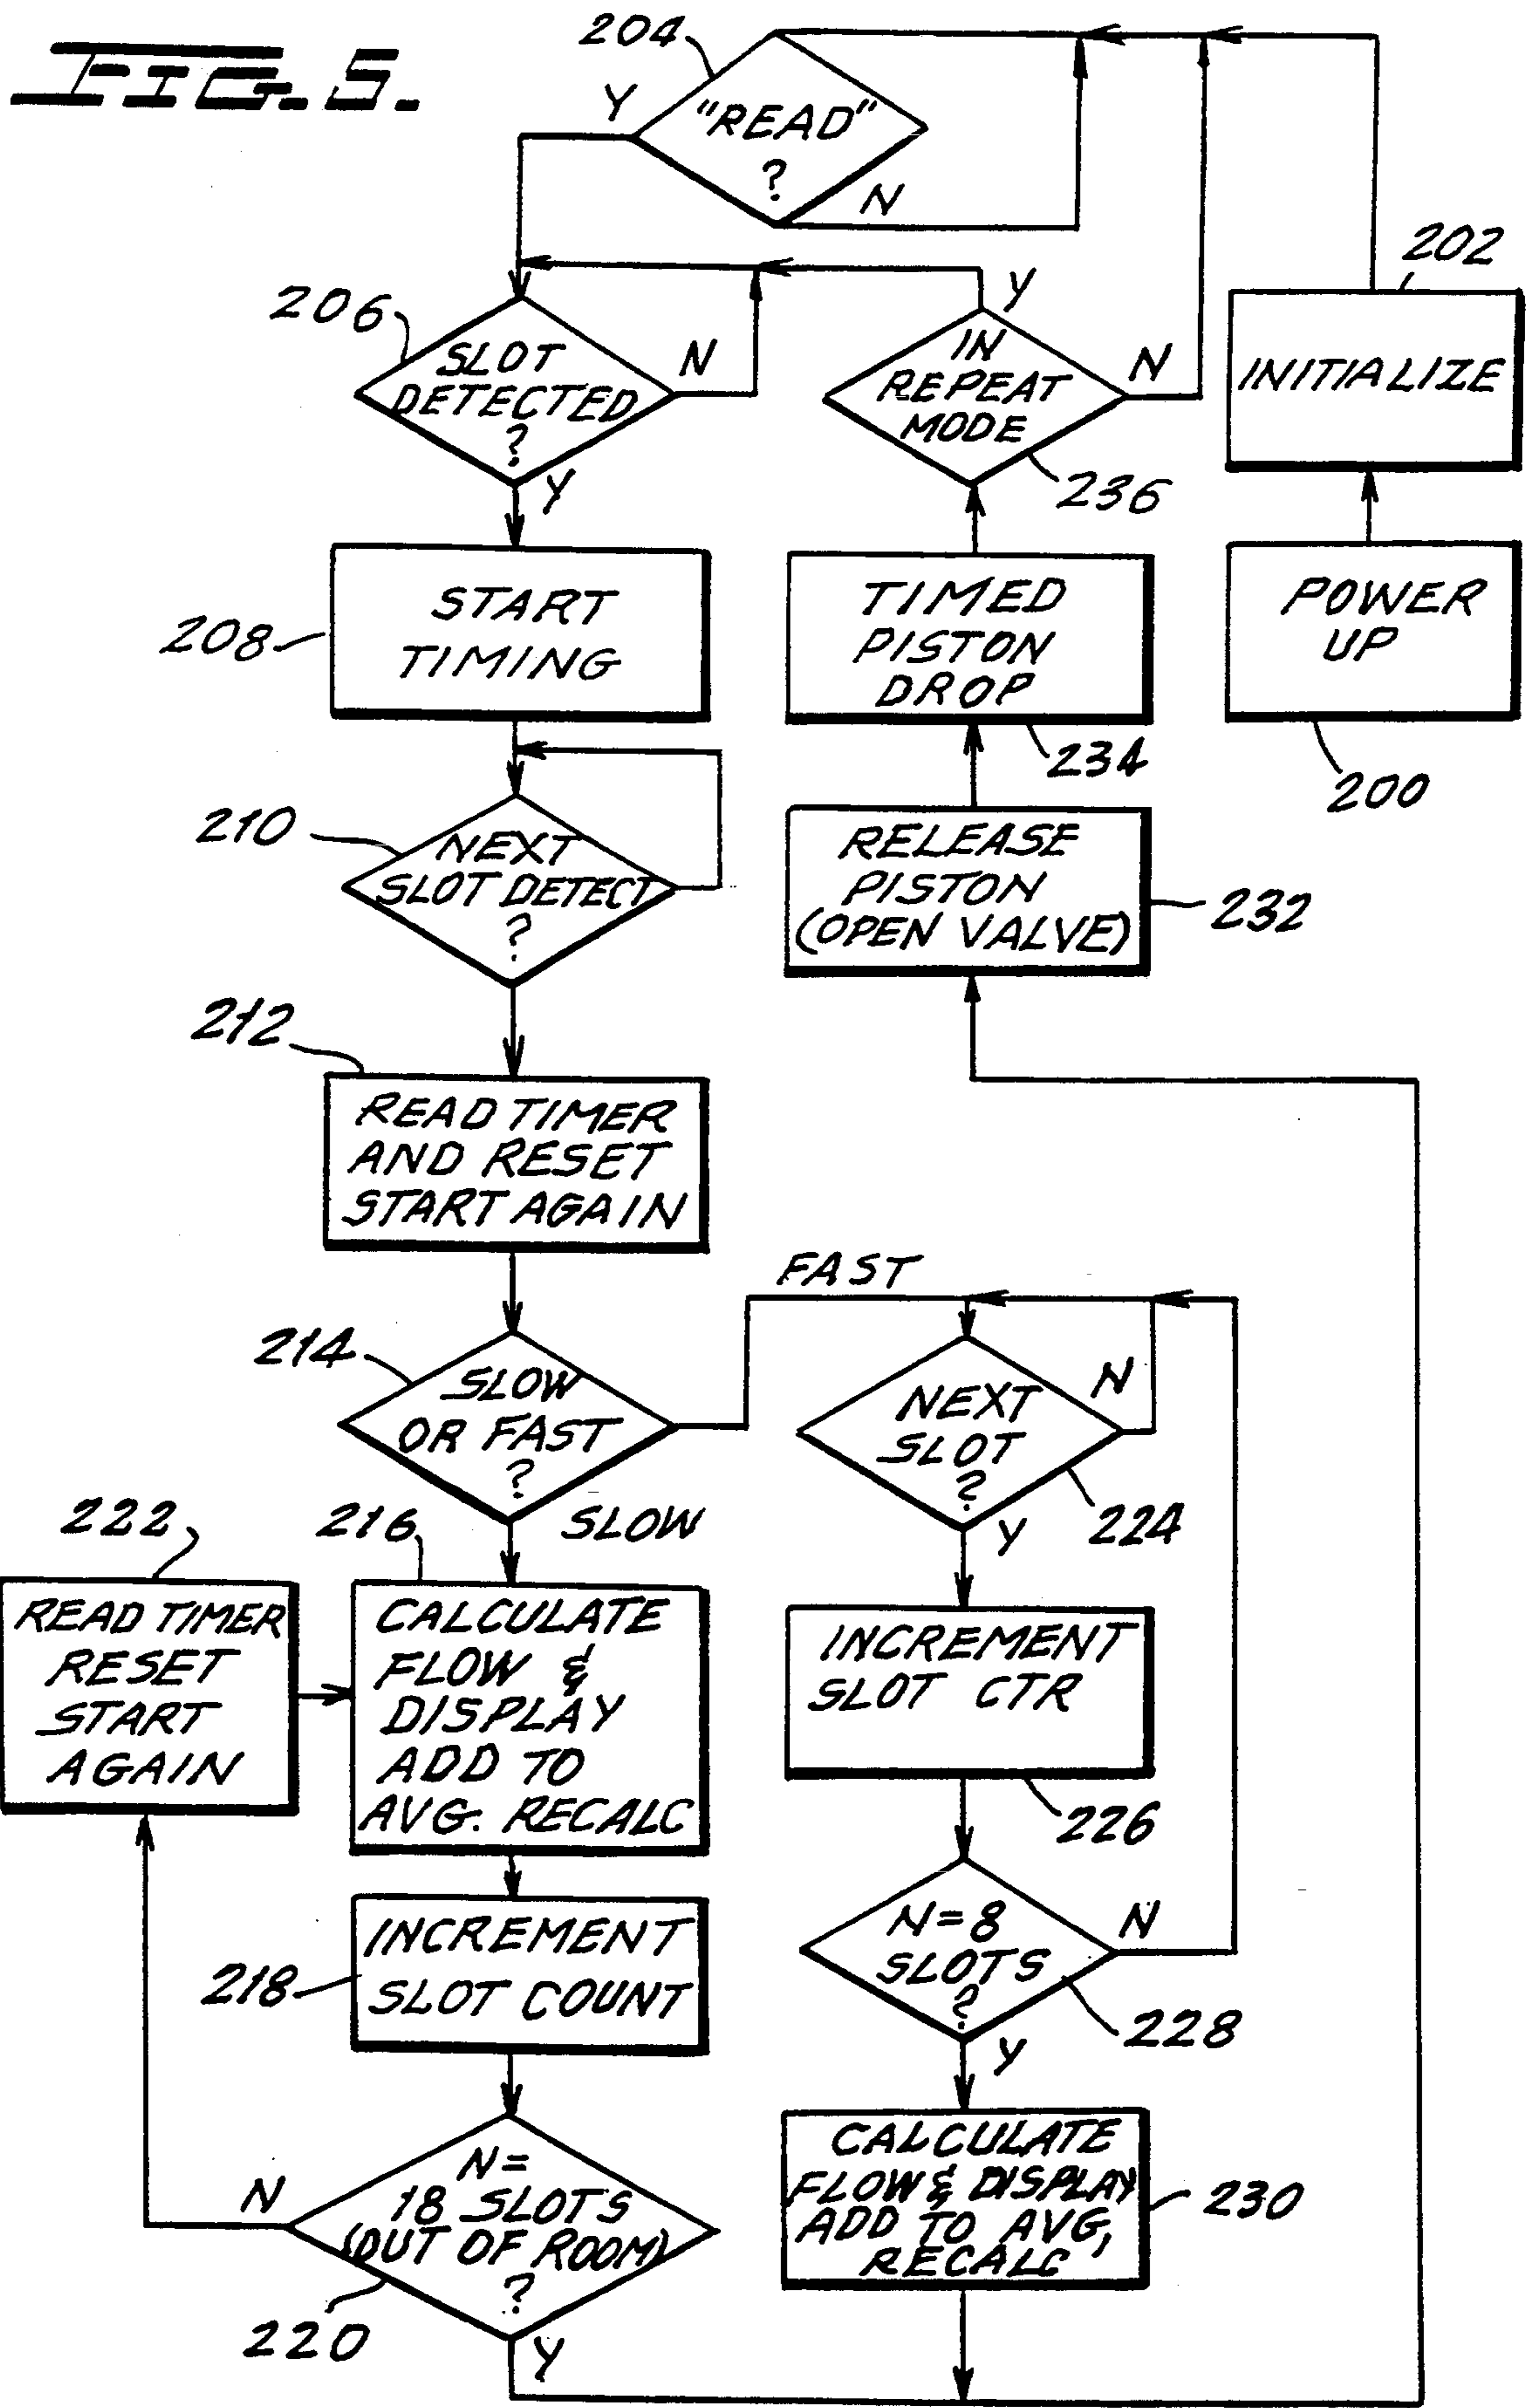 FIG. 5.
204
Y
"READ"
?
N
202
INITIALIZE
206
SLOT
DETECTED
?
N
Y
Y
IN
REPEAT
MODE
N
236
208
START
TIMING
TIMED
PISTON
DROP
234
POWER
UP
200
210
NEXT
SLOT DETECT
?
RELEASE
PISTON
(OPEN VALVE)
232
212
READ TIMER
AND RESET
START AGAIN
FAST
214
SLOW
OR FAST
?
SLOW
NEXT
SLOT
?
N
224
Y
222
READ TIMER
RESET
START
AGAIN
216
CALCULATE
FLOW &
DISPLAY
ADD TO
AVG. RECALC
INCREMENT
SLOT CTR
226
218
INCREMENT
SLOT COUNT
N=8
SLOTS
?
N
228
Y
N
N=
18 SLOTS
(OUT OF ROOM)
?
220
Y
CALCULATE
FLOW & DISPLAY
ADD TO AVG,
RECALC
230